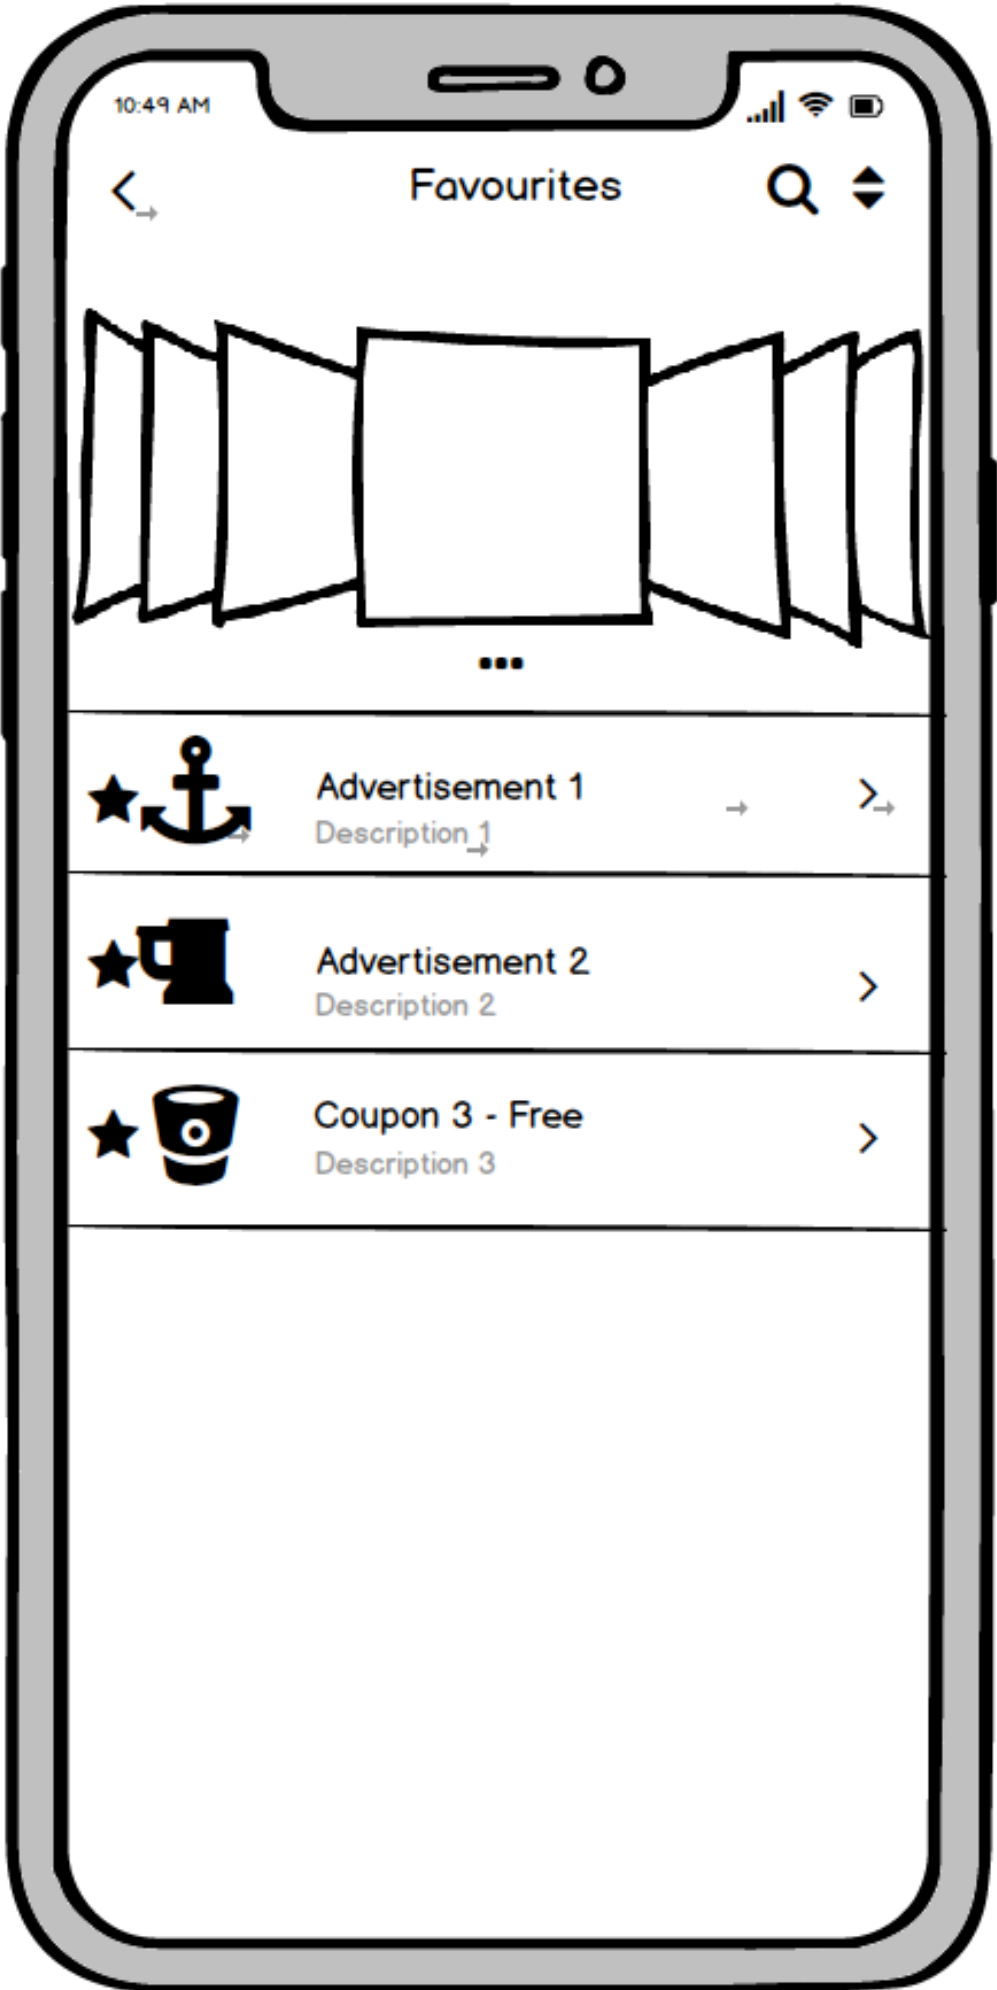 10:49 AM
Favourites
Advertisement 1
Description 1
Advertisement 2
Description 2
Coupon 3 - Free
Description 3